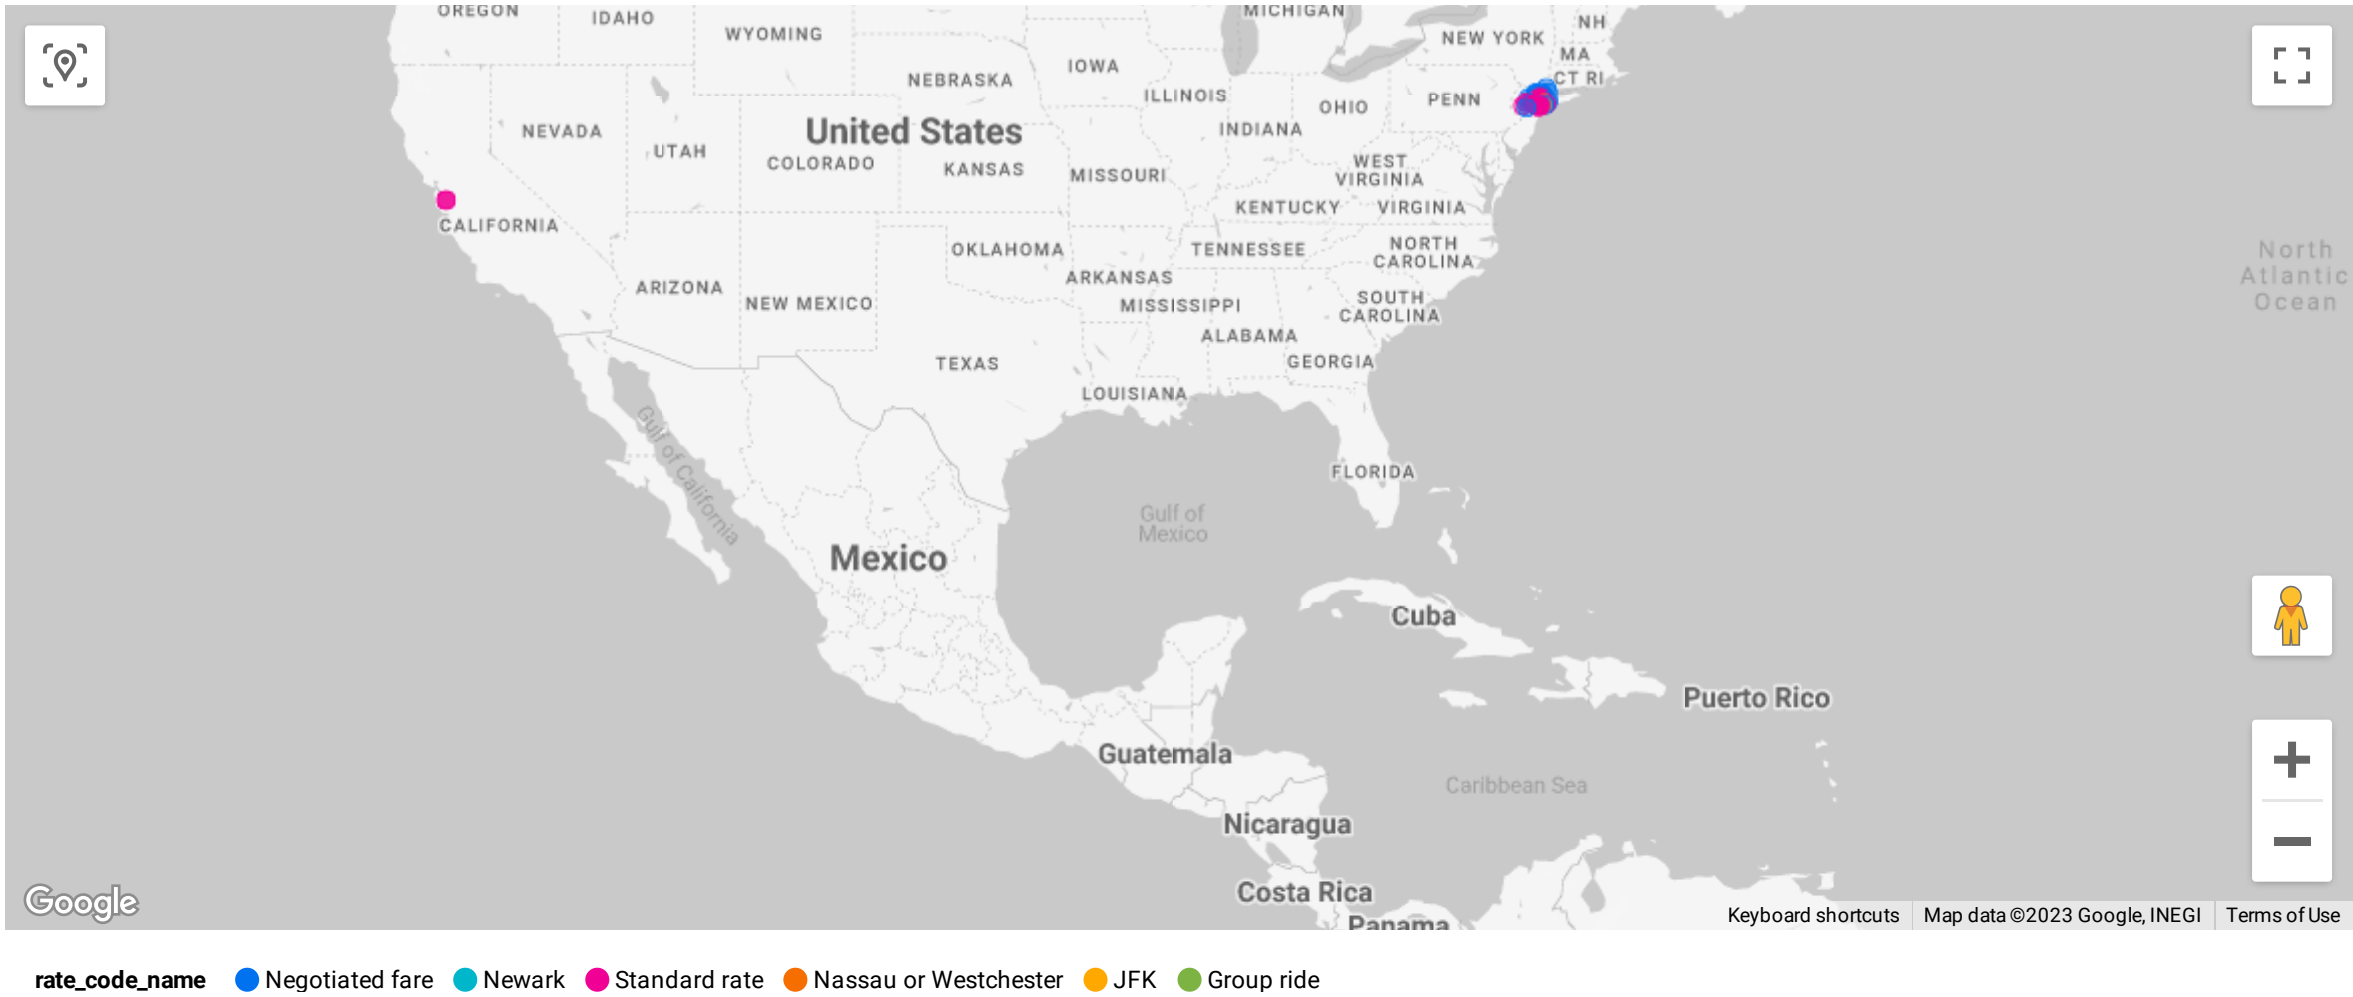 OREGON
IDAHO
WYOMING
MICHIGAN
NH
NEW YORK
MA
CT RI
NEBRASKA
IOWA
ILLINOIS
OHIO
PENN
NEVADA
United States
INDIANA
UTAH
COLORADO
KANSAS
MISSOURI
WEST
VIRGINIA
KENTUCKY
VIRGINIA
CALIFORNIA
OKLAHOMA
TENNESSEE
NORTH
CAROLINA
North
Atlantic
Ocean
ARKANSAS
ARIZONA
NEW MEXICO
MISSISSIPPI
SOUTH
CAROLINA
ALABAMA
TEXAS
GEORGIA
LOUISIANA
Gulf of California
FLORIDA
Gulf of
Mexico
Mexico
Cuba
Puerto Rico
Guatemala
Caribbean Sea
Nicaragua
Costa Rica
Panama
Google
Keyboard shortcuts
Map data ©2023 Google, INEGI
Terms of Use
rate_code_name Negotiated fare Newark Standard rate Nassau or Westchester JFK Group ride